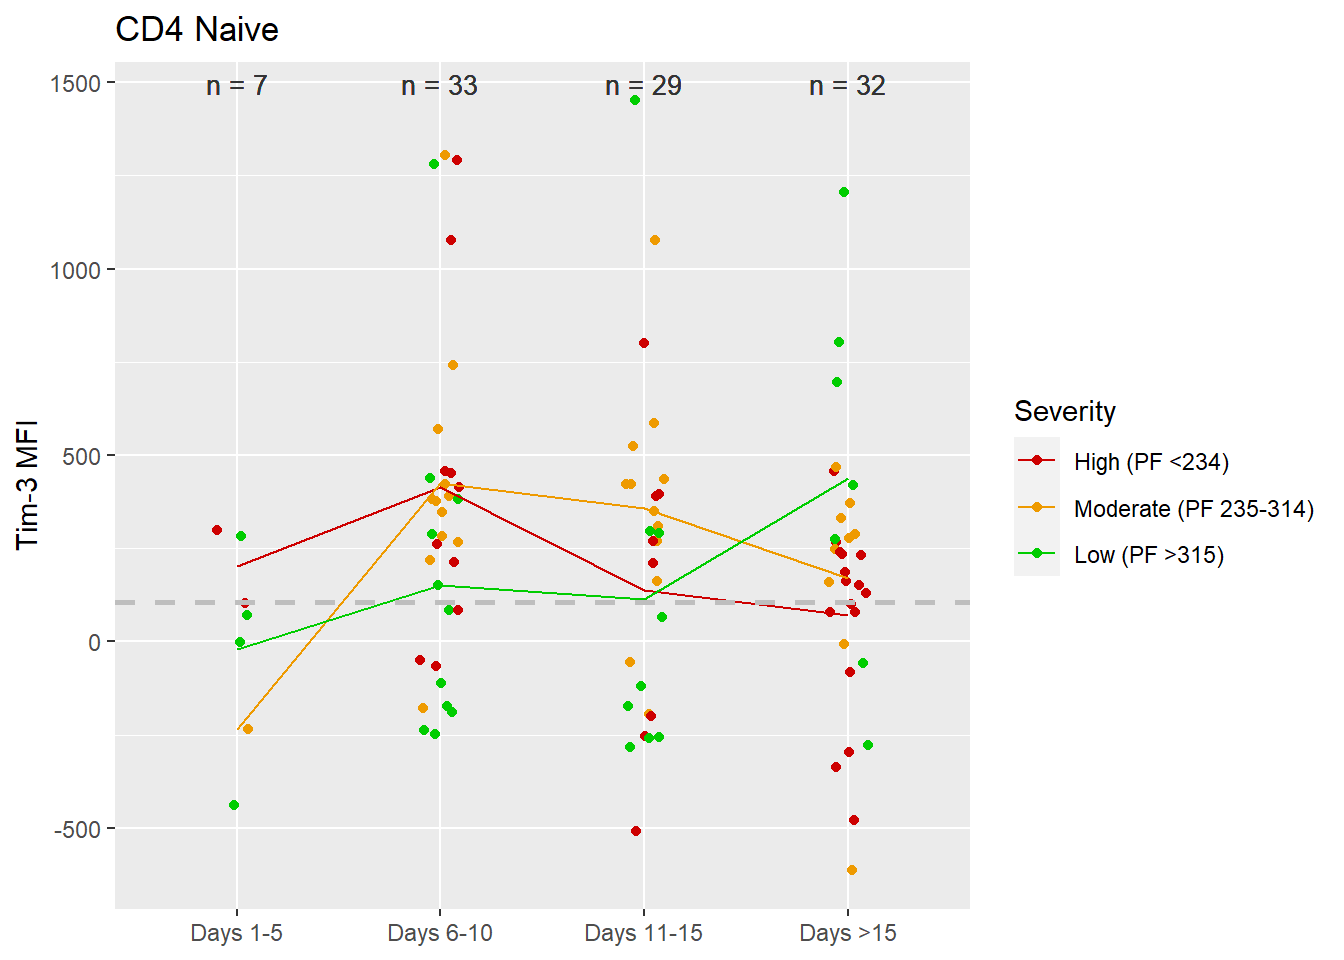 CD4 Naive
n = 7
n = 33
n = 29
n = 32
1500
1000
500
0
-500
Tim-3 MFI
Days 1-5
Days 6-10
Days 11-15
Days >15
Severity
High (PF <234)
Moderate (PF 235-314)
Low (PF >315)